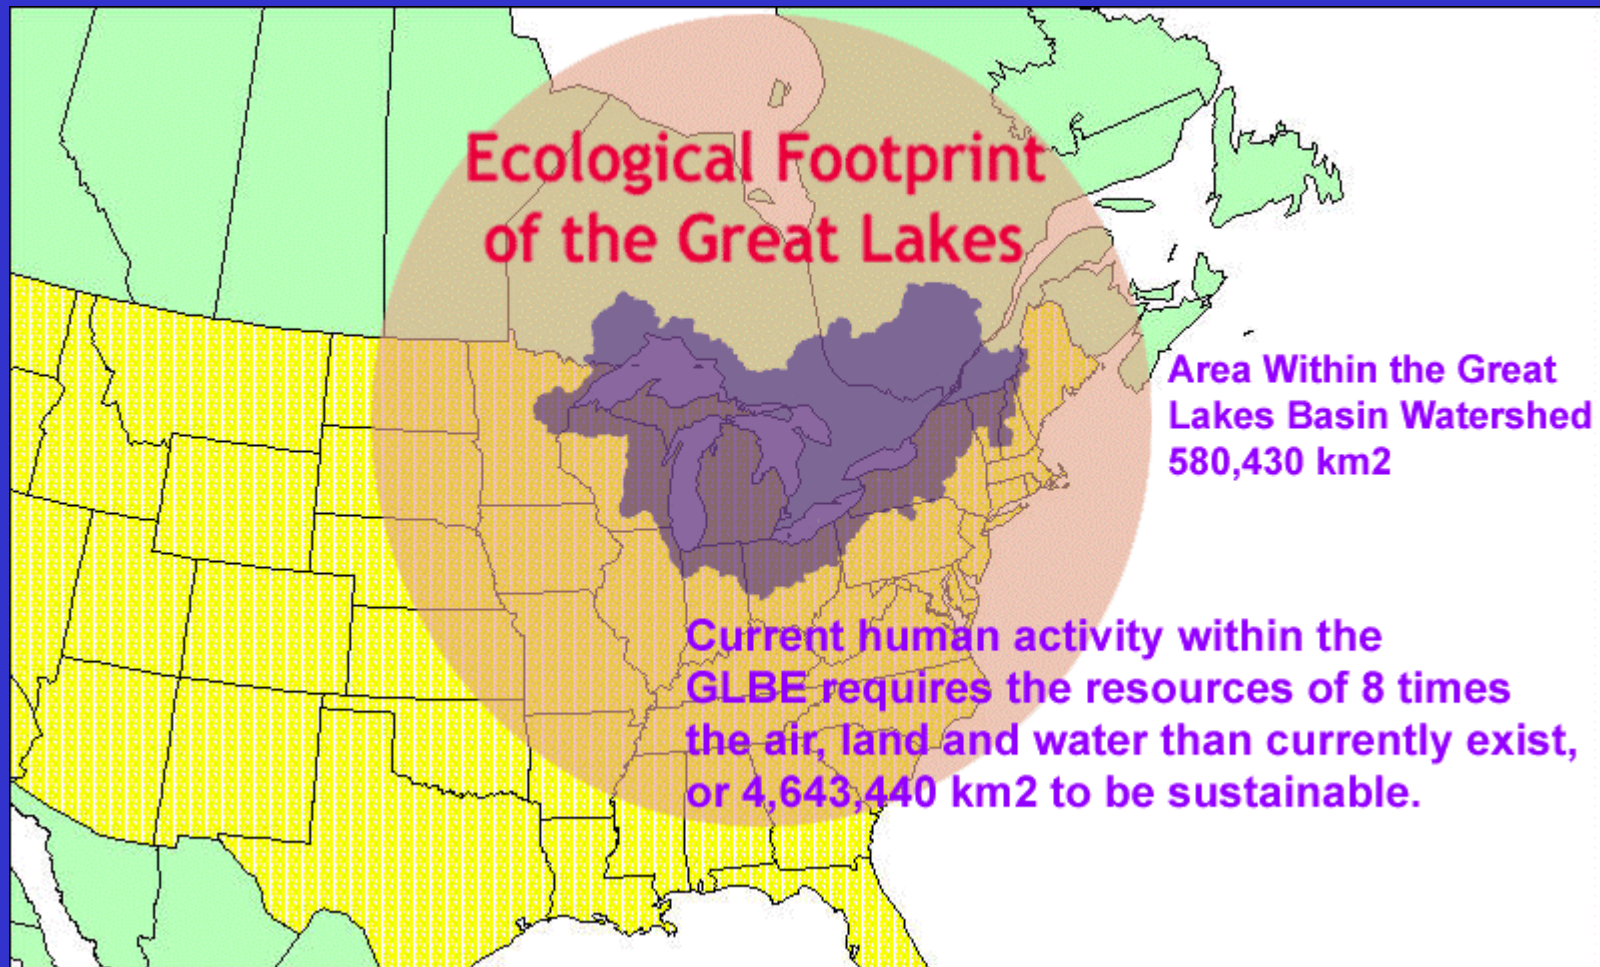 Ecological Footprint
of the Great Lakes
Area Within the Great
Lakes Basin Watershed
580,430 km2
Current human activity within the
GLBE requires the resources of 8 times
the air, land and water than currently exist,
or 4,643,440 km2 to be sustainable.